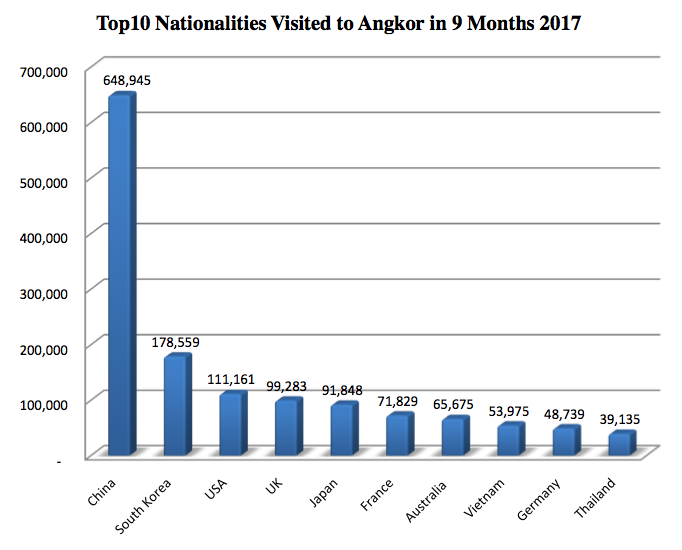 Top10 Nationalities Visited to Angkor in 9 Months 2017
700,000
600,000
500,000
400,000
300,000
200,000
100,000
-
648,945
178,559
111,161
99,283
91,848
71,829
65,675
53,975
48,739
39,135
China
South Korea
USA
UK
Japan
France
Australia
Vietnam
Germany
Thailand